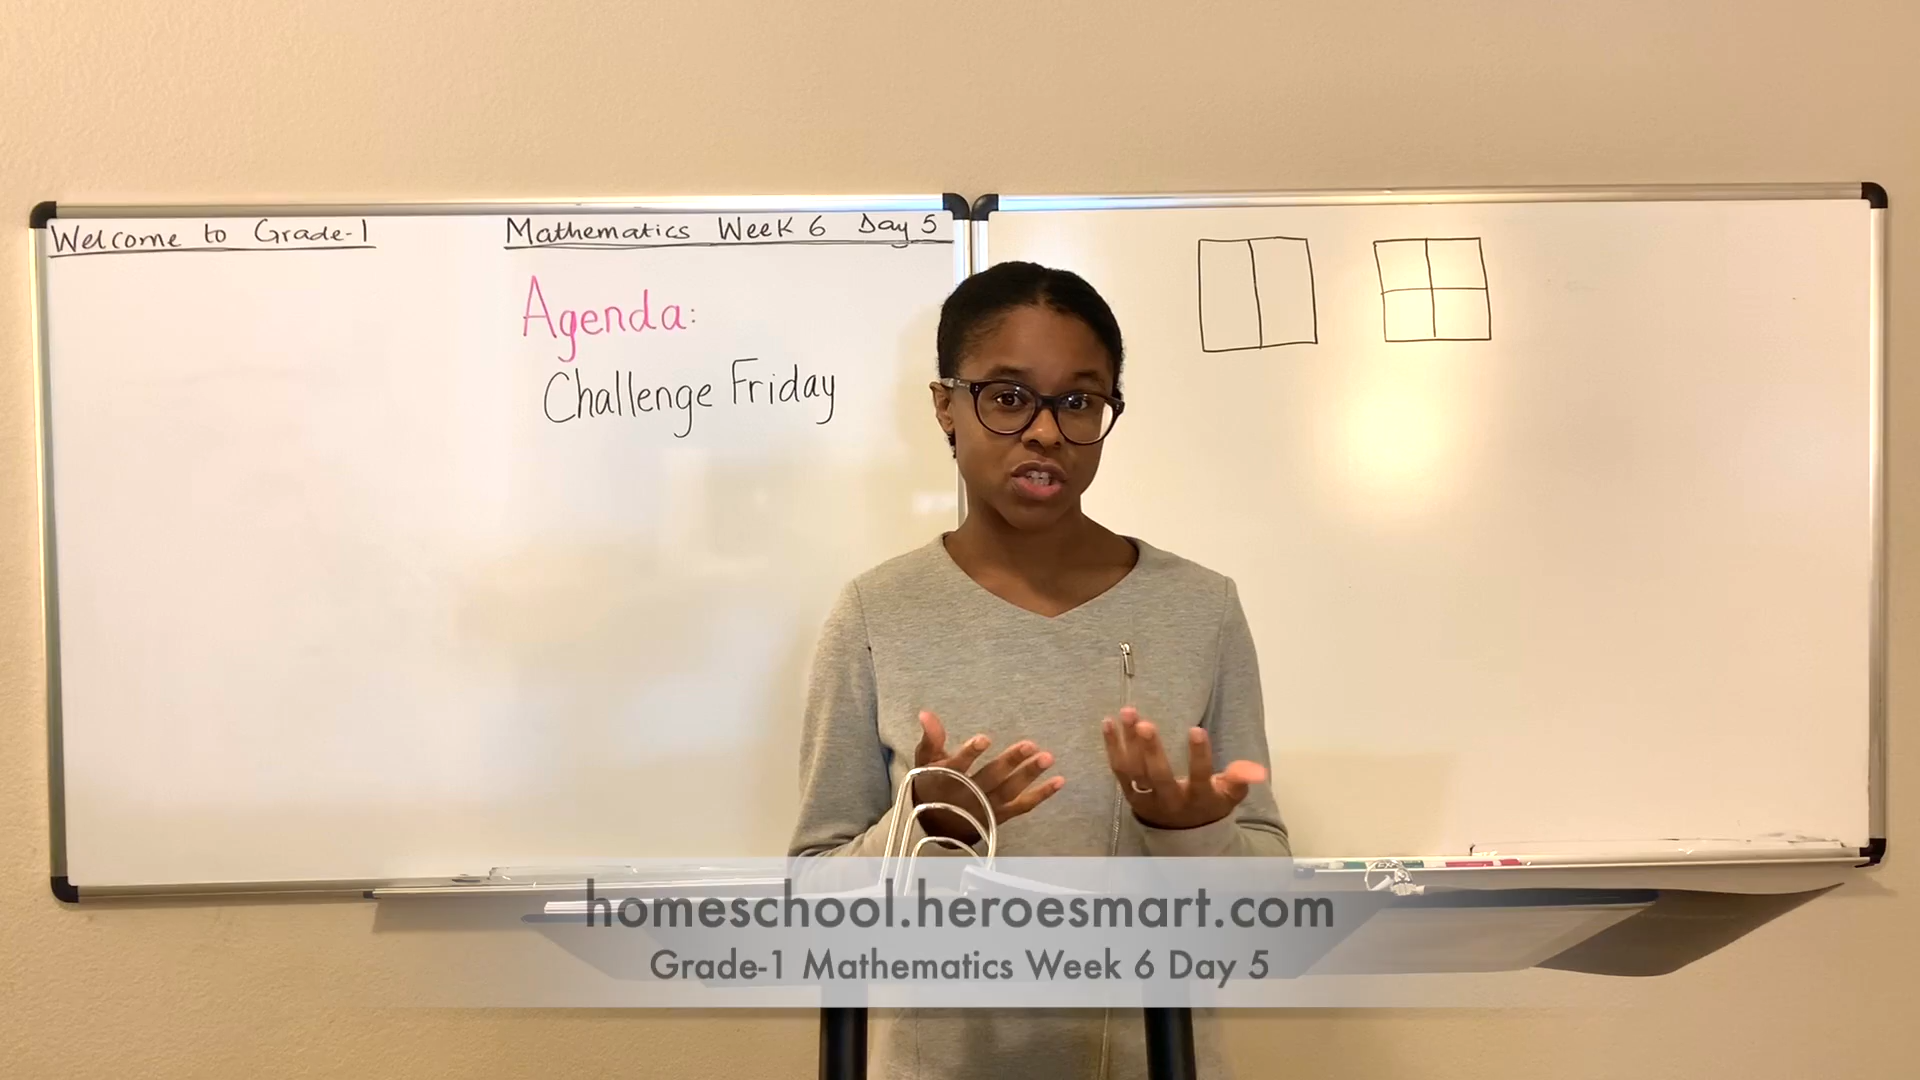 Welcome to Grade-1
Mathematics Week 6 Day 5
Agenda:
Challenge Friday
homeschool.heroesmart.com
Grade-1 Mathematics Week 6 Day 5